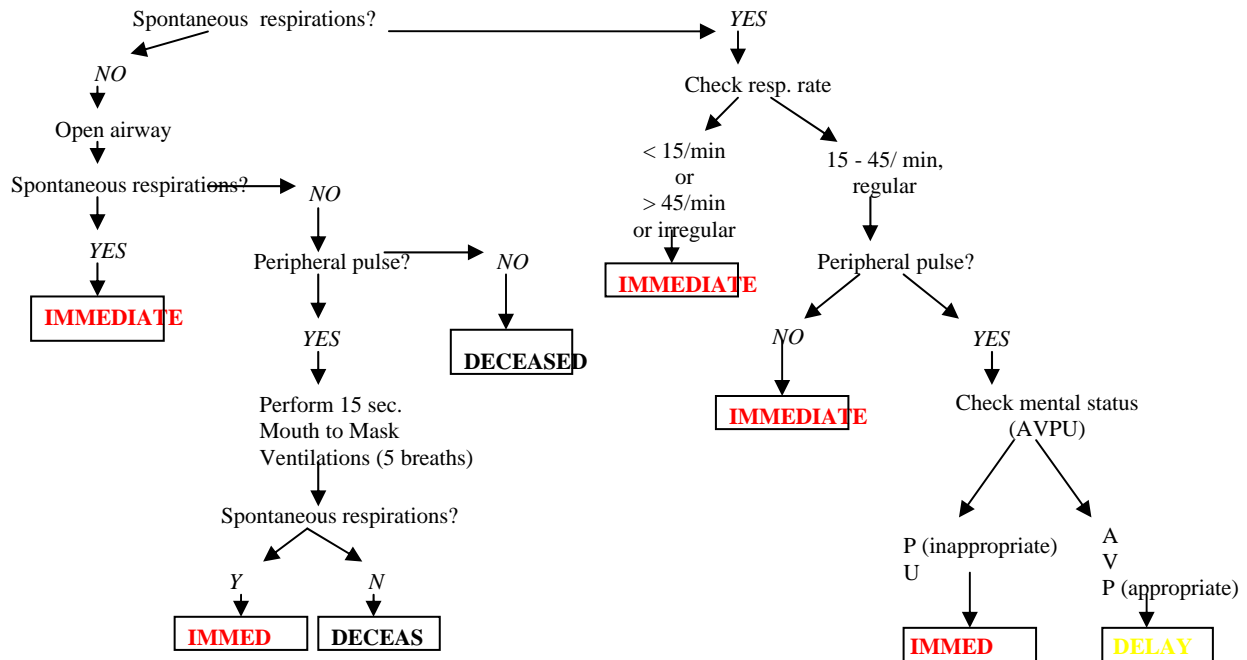 Spontaneous respirations?
YES
NO
Check resp. rate
Open airway
< 15/min
or
> 45/min
or irregular
15 - 45/ min,
regular
Spontaneous respirations?
NO
YES
Peripheral pulse?
NO
IMMEDIATE
Peripheral pulse?
IMMEDIATE
YES
DECEASED
NO
YES
Perform 15 sec.
Mouth to Mask
Ventilations (5 breaths)
IMMEDIATE
Check mental status
(AVPU)
Spontaneous respirations?
P (inappropriate)
U
A
V
P (appropriate)
Y
N
IMMED
DECEAS
IMMED
DELAY